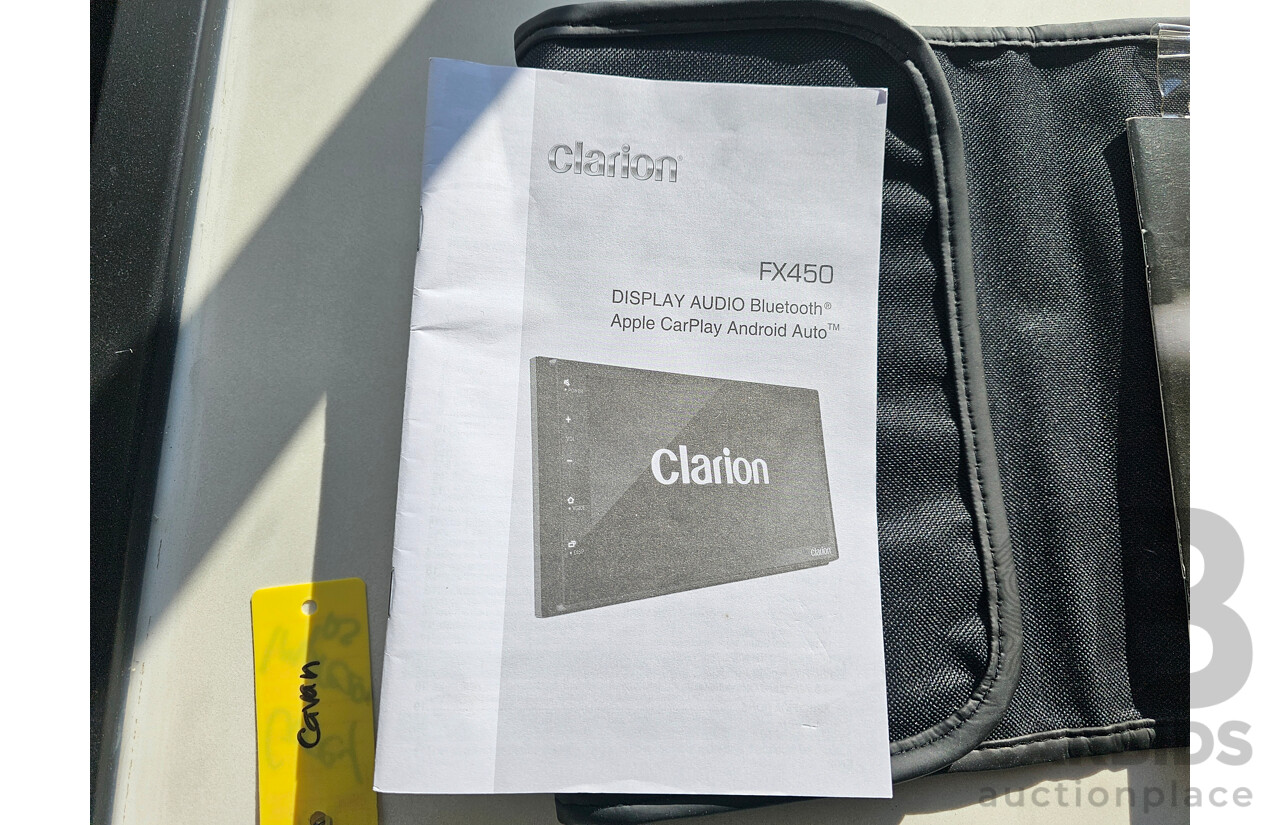 clarion
FX450
DISPLAY AUDIO Bluetooth®
Apple CarPlay Android Auto™
clarion
clarion
Cavan
auctionplace